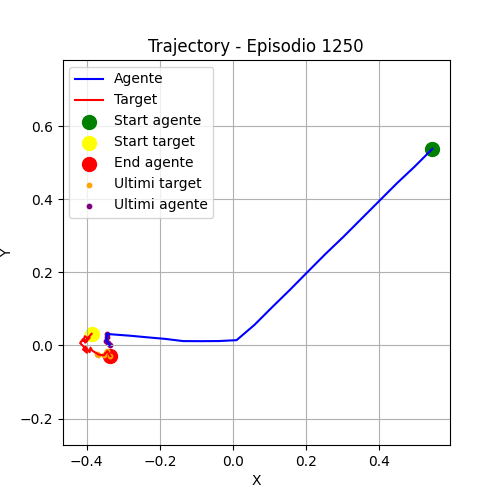 Trajectory - Episodio 1250
Agente
Target
Start agente
Start target
End agente
Ultimi target
Ultimi agente
Y
0.6
0.4
0.2
0.0
−0.2
−0.4
−0.2
0.0
0.2
0.4
X